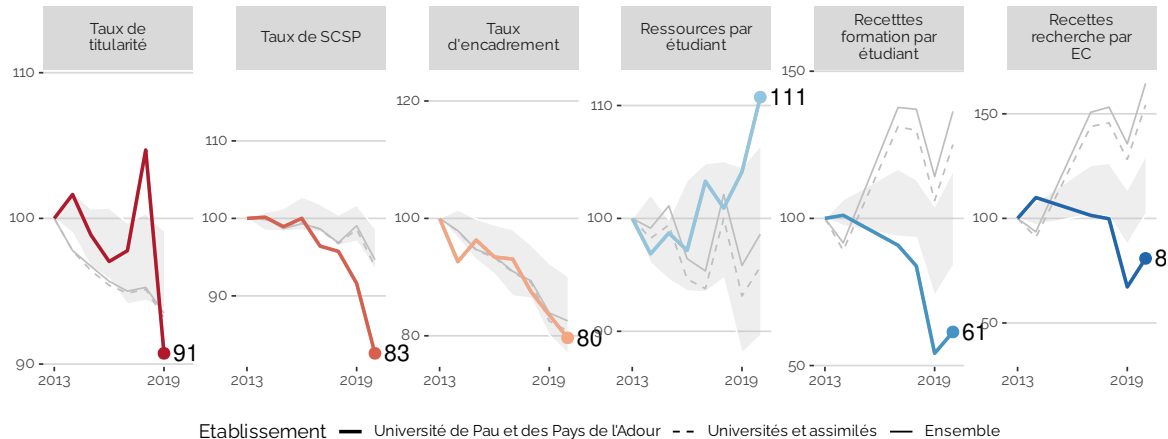 Taux de
titularité
Taux de SCSP
Taux
d'encadrement
Ressources par
étudiant
Recetttes
formation par
étudiant
Recettes
recherche par
EC
110
100
90
91
2013 2019
110
100
90
83
2013 2019
120
100
80
80
2013 2019
110
100
90
111
2013 2019
150
100
50
61
2013 2019
150
100
50
8
2013 2019
Etablissement Université de Pau et des Pays de l'Adour Universités et assimilés Ensemble